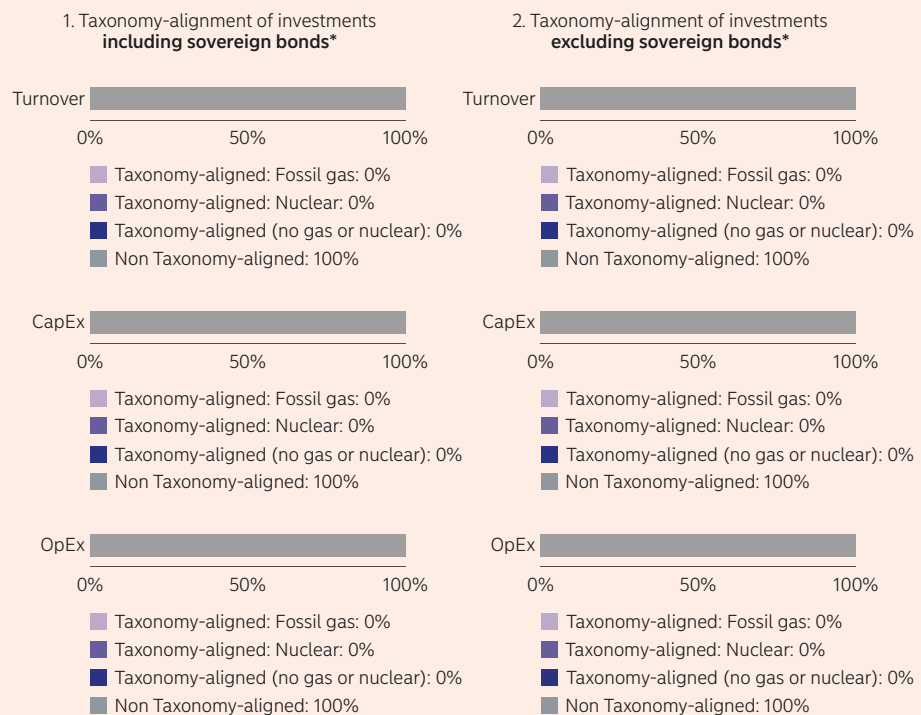 1. Taxonomy-alignment of investments
including sovereign bonds*
Turnover
0% 50% 100%
Taxonomy-aligned: Fossil gas: 0%
Taxonomy-aligned: Nuclear: 0%
Taxonomy-aligned (no gas or nuclear): 0%
Non Taxonomy-aligned: 100%
CapEx
0% 50% 100%
Taxonomy-aligned: Fossil gas: 0%
Taxonomy-aligned: Nuclear: 0%
Taxonomy-aligned (no gas or nuclear): 0%
Non Taxonomy-aligned: 100%
OpEx
0% 50% 100%
Taxonomy-aligned: Fossil gas: 0%
Taxonomy-aligned: Nuclear: 0%
Taxonomy-aligned (no gas or nuclear): 0%
Non Taxonomy-aligned: 100%
2. Taxonomy-alignment of investments
excluding sovereign bonds*
Turnover
0% 50% 100%
Taxonomy-aligned: Fossil gas: 0%
Taxonomy-aligned: Nuclear: 0%
Taxonomy-aligned (no gas or nuclear): 0%
Non Taxonomy-aligned: 100%
CapEx
0% 50% 100%
Taxonomy-aligned: Fossil gas: 0%
Taxonomy-aligned: Nuclear: 0%
Taxonomy-aligned (no gas or nuclear): 0%
Non Taxonomy-aligned: 100%
OpEx
0% 50% 100%
Taxonomy-aligned: Fossil gas: 0%
Taxonomy-aligned: Nuclear: 0%
Taxonomy-aligned (no gas or nuclear): 0%
Non Taxonomy-aligned: 100%